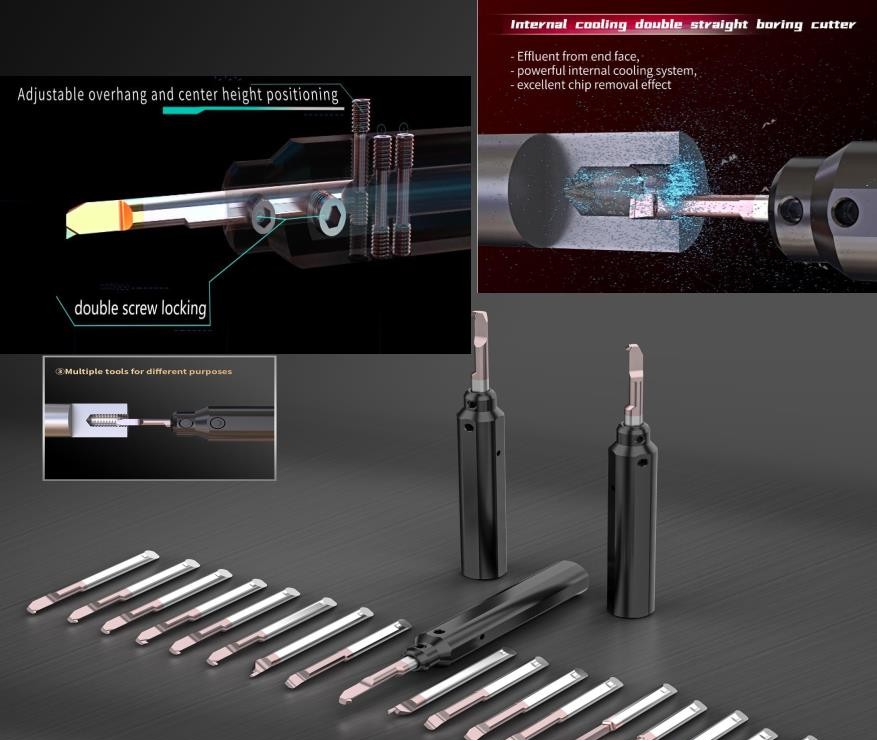 Internal cooling double straight boring cutter
- Effluent from end face,
- powerful internal cooling system,
- excellent chip removal effect
Adjustable overhang and center height positioning
double screw locking
③Multiple tools for different purposes